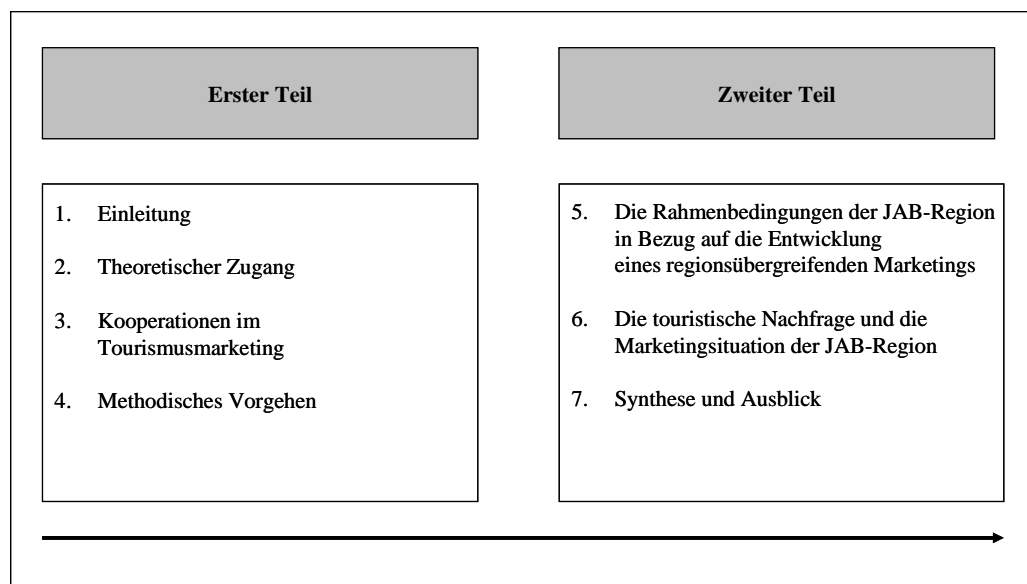 Erster Teil
1. Einleitung
2. Theoretischer Zugang
3. Kooperationen im
Tourismusmarketing
4. Methodisches Vorgehen
Zweiter Teil
5. Die Rahmenbedingungen der JAB-Region
in Bezug auf die Entwicklung
eines regionsübergreifenden Marketings
6. Die touristische Nachfrage und die
Marketingsituation der JAB-Region
7. Synthese und Ausblick